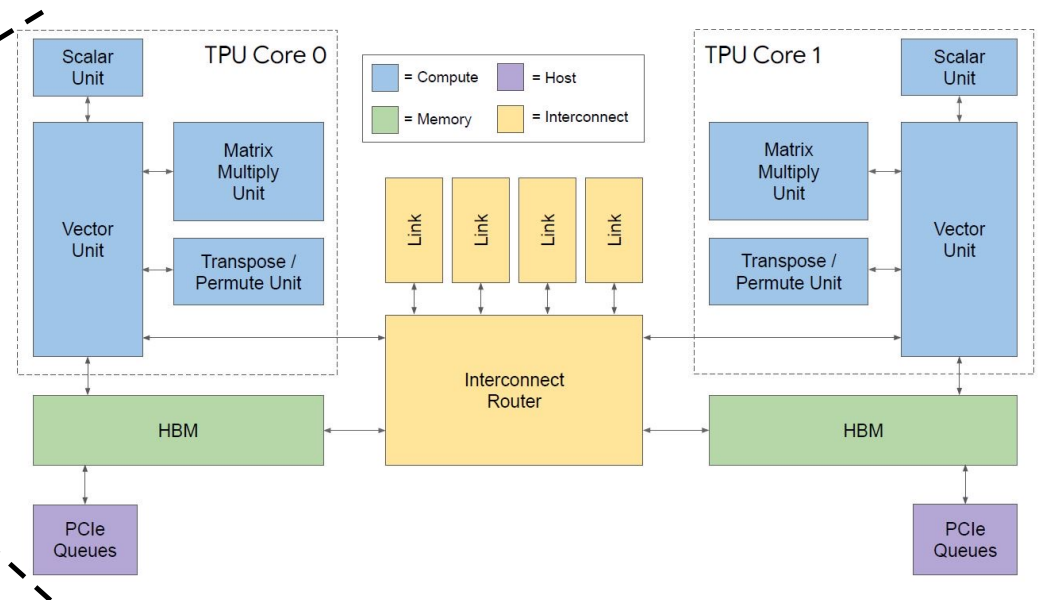 TPU Core 0
Scalar
Unit
Vector
Unit
Matrix
Multiply
Unit
Transpose /
Permute Unit
HBM
PCIe
Queues
= Compute
= Host
= Memory
= Interconnect
Link
Link
Link
Link
Interconnect
Router
TPU Core 1
Scalar
Unit
Matrix
Multiply
Unit
Transpose /
Permute Unit
Vector
Unit
HBM
PCIe
Queues